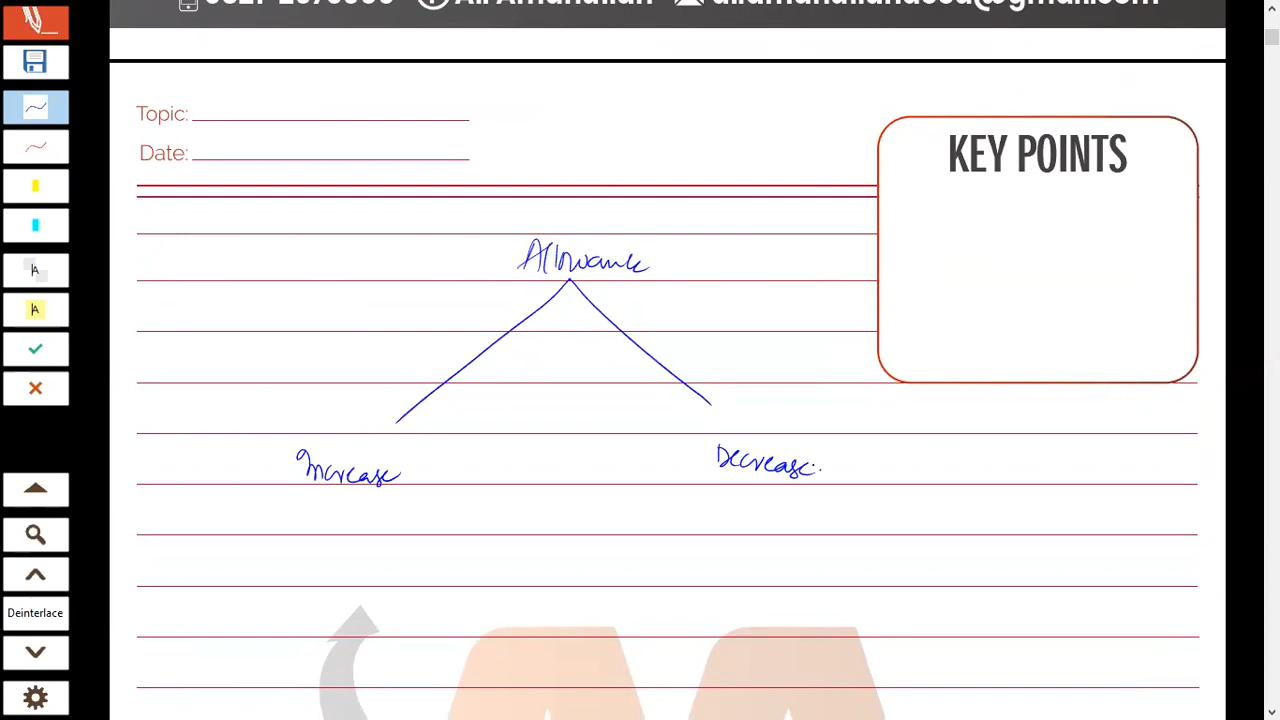 Topic:
KEY POINTS
Date:
Allowance
Increase
Decrease
Deinterlace